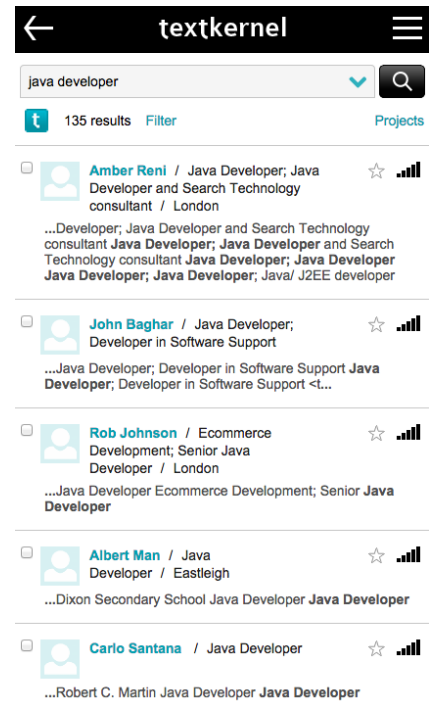 textkernel
java developer
t 135 results Filter Projects
Amber Reni / Java Developer; Java
Developer and Search Technology
consultant / London
...Developer; Java Developer and Search Technology
consultant Java Developer; Java Developer and Search
Technology consultant Java Developer; Java Developer
Java Developer; Java Developer; Java/ J2EE developer
John Baghar / Java Developer;
Developer in Software Support
...Java Developer; Developer in Software Support Java
Developer; Developer in Software Support <t...
Rob Johnson / Ecommerce
Development; Senior Java
Developer / London
...Java Developer Ecommerce Development; Senior Java
Developer
Albert Man / Java
Developer / Eastleigh
...Dixon Secondary School Java Developer Java Developer
Carlo Santana / Java Developer
...Robert C. Martin Java Developer Java Developer